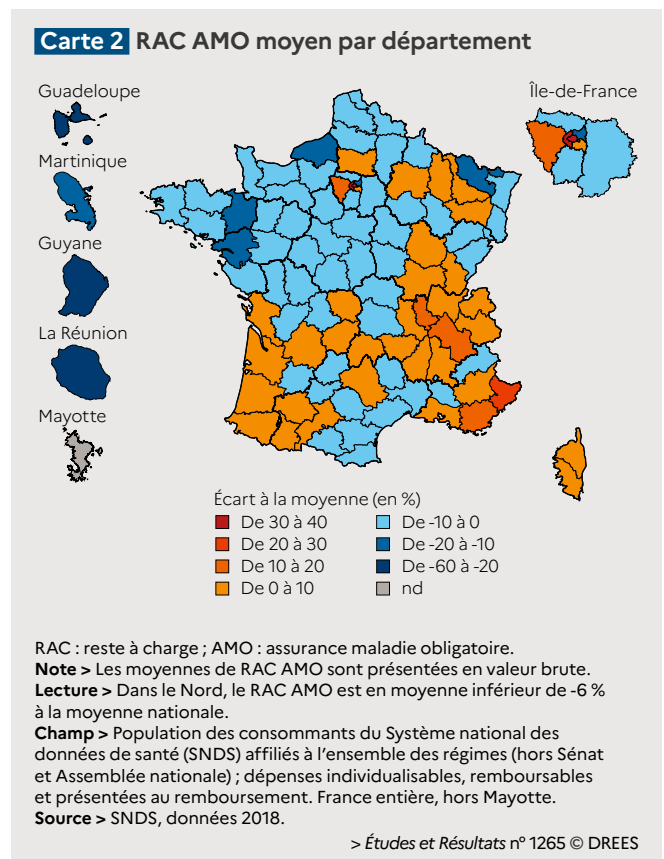 Carte 2 RAC AMO moyen par département
Guadeloupe
Île-de-France
Martinique
Guyane
La Réunion
Mayotte
Écart à la moyenne (en %)
De 30 à 40
De 20 à 30
De 10 à 20
De 0 à 10
De -10 à 0
De -20 à -10
De -60 à -20
nd
RAC : reste à charge ; AMO : assurance maladie obligatoire.
Note > Les moyennes de RAC AMO sont présentées en valeur brute.
Lecture > Dans le Nord, le RAC AMO est en moyenne inférieur de -6 %
à la moyenne nationale.
Champ > Population des consommants du Système national des
données de santé (SNDS) affiliés à l'ensemble des régimes (hors Sénat
et Assemblée nationale) ; dépenses individualisables, remboursables
et présentées au remboursement. France entière, hors Mayotte.
Source > SNDS, données 2018.
> Études et Résultats nº 1265 © DREES